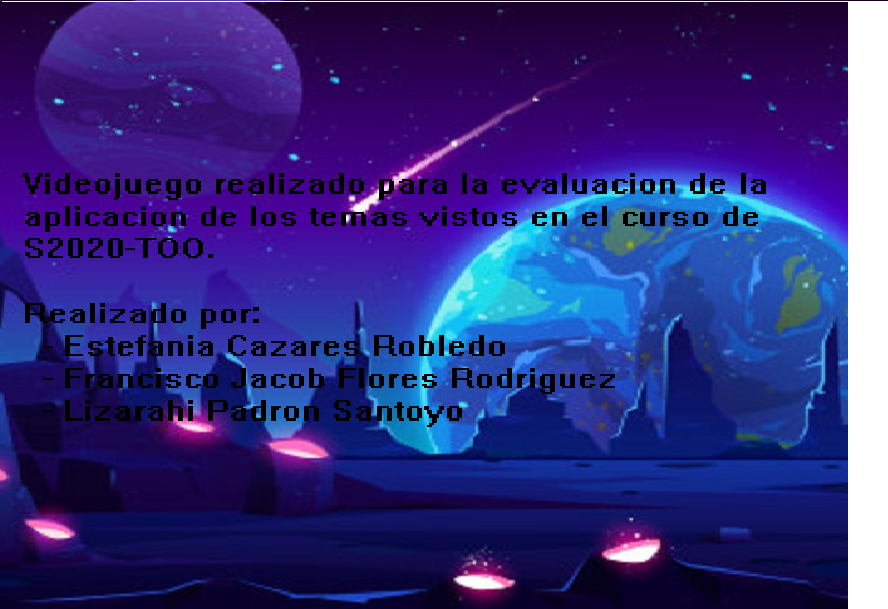 Videojuego realizado para la evaluacion de la
aplicacion de los temas vistos en el curso de
S2020-TOO.
Realizado por:
- Estefania Cazares Robledo
- Francisco Jacob Flores Rodriguez
- Lizarahi Padron Santoyo